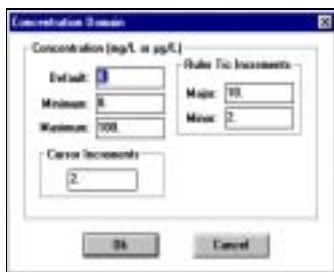 Concentration Domain
Concentration (mg/L or µg/L)
Default:
Minimum: 0.
Maximum: 100.
Ruler Tic Increments
Major: 10.
Minor: 2.
Cursor Increments
2.
Ok
Cancel